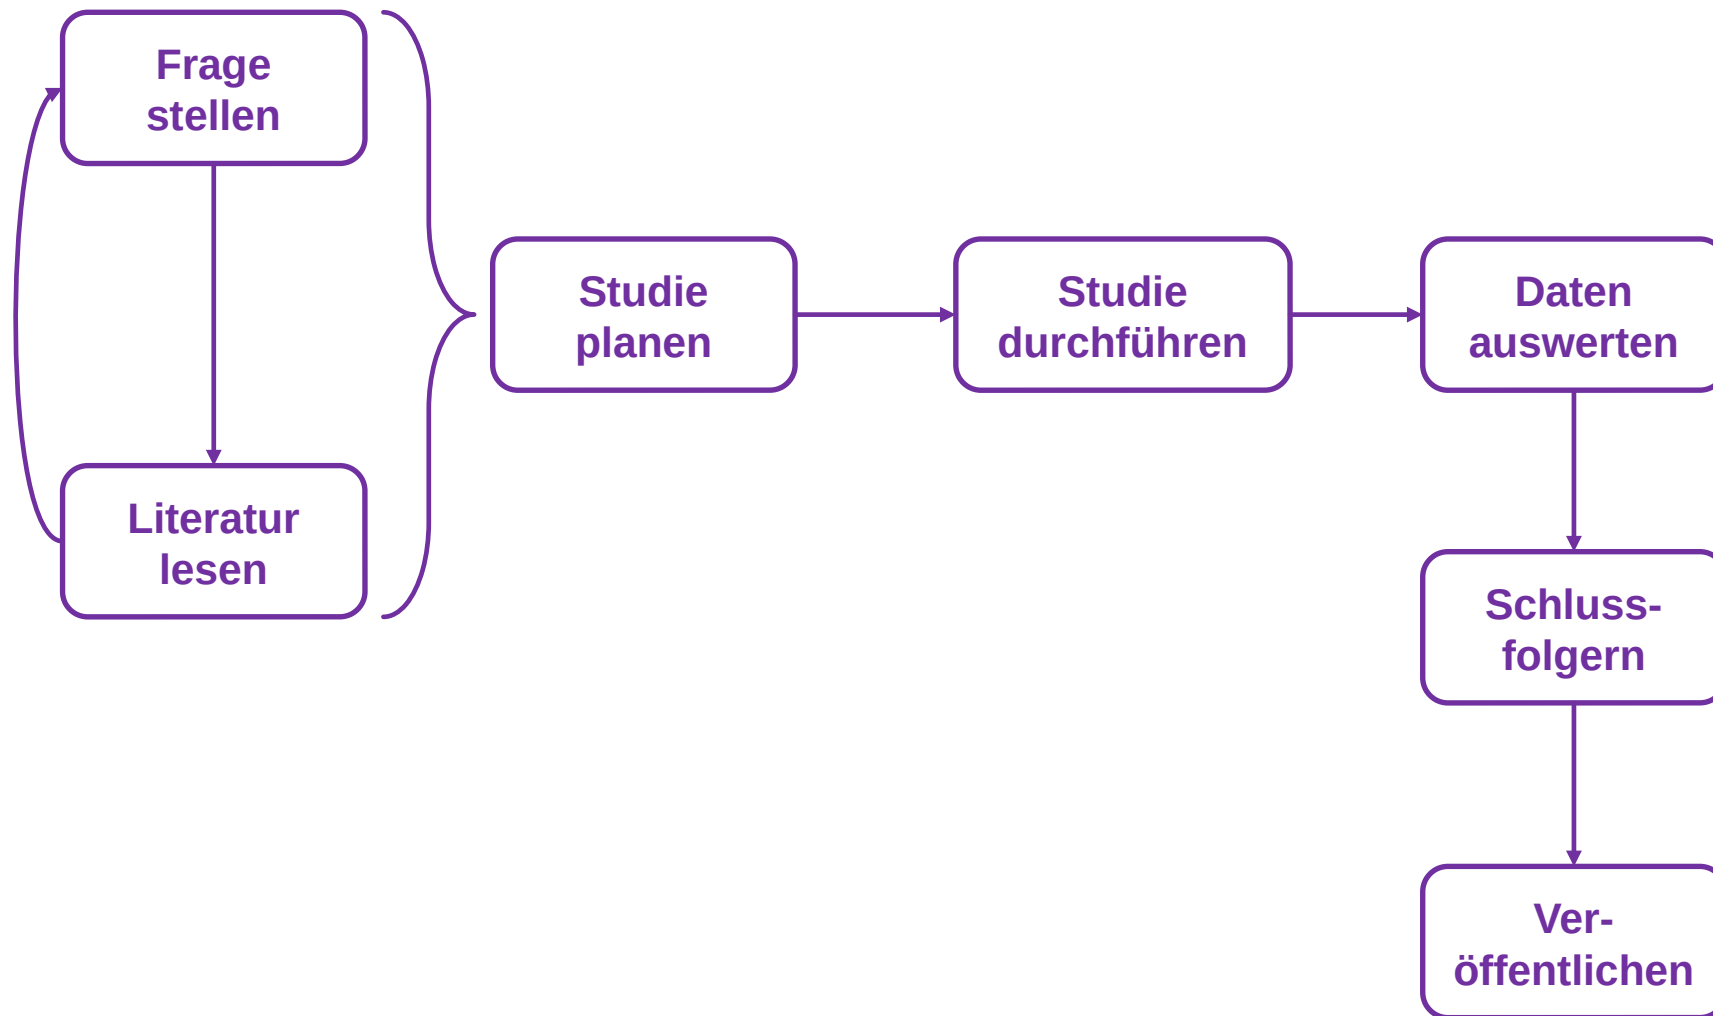 Frage
stellen
Literatur
lesen
Studie
planen
Studie
durchführen
Daten
auswerten
Schluss-
folgern
Ver-
öffentlichen